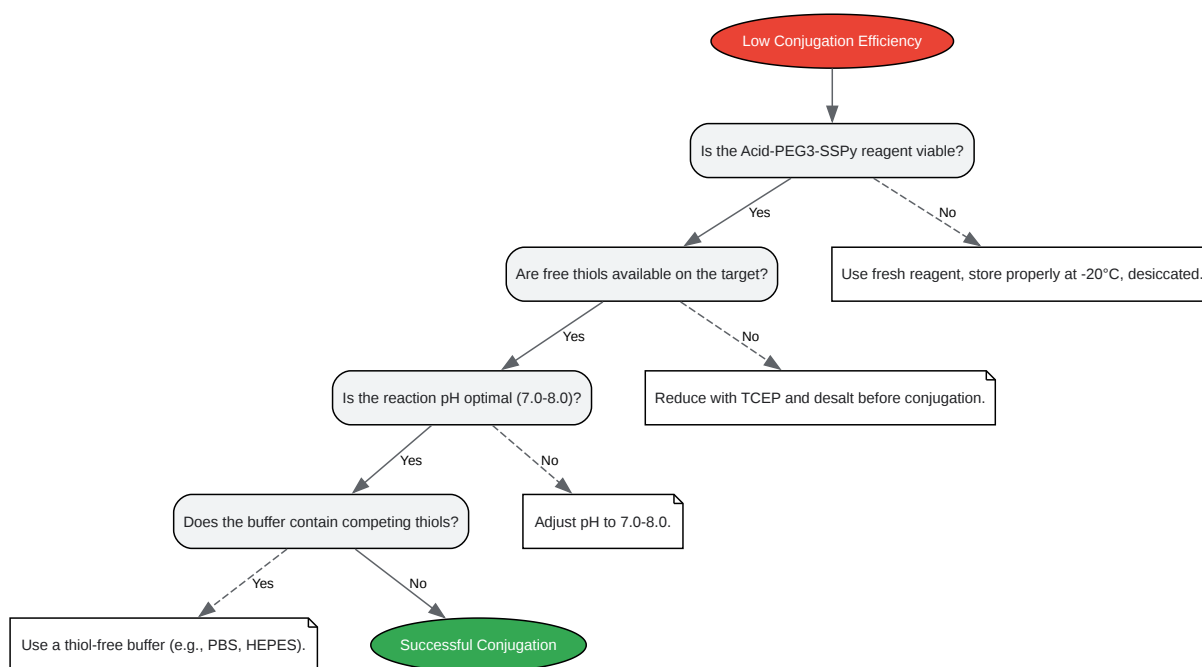 Low Conjugation Efficiency
Is the Acid-PEG3-SSPy reagent viable?
Yes
No
Are free thiols available on the target?
Use fresh reagent, store properly at -20°C, desiccated.
Yes
No
Is the reaction pH optimal (7.0-8.0)?
Reduce with TCEP and desalt before conjugation.
Yes
No
Does the buffer contain competing thiols?
Adjust pH to 7.0-8.0.
Yes
No
Use a thiol-free buffer (e.g., PBS, HEPES).
Successful Conjugation